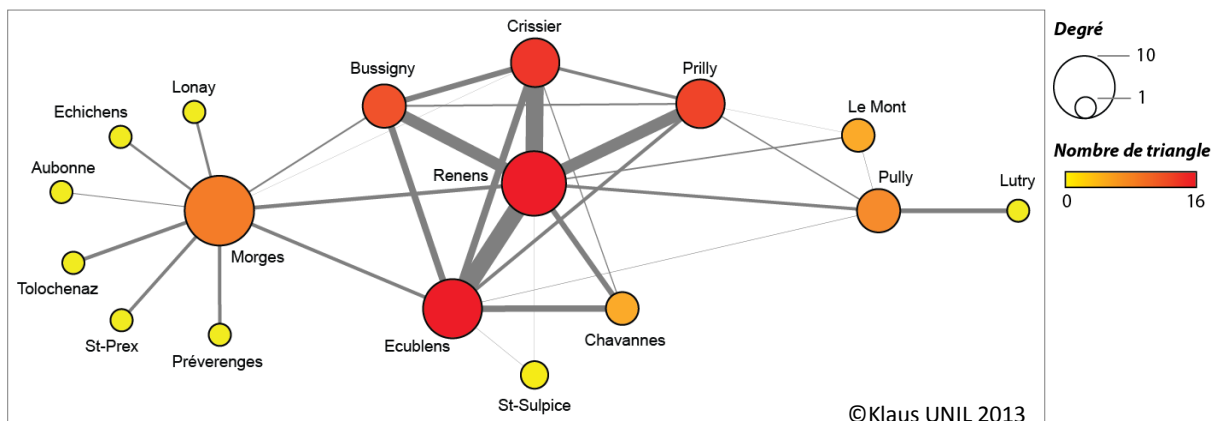 Crissier
Bussigny
Prilly
Lonay
Le Mont
Echichens
Aubonne
Renens
Pully
Lutry
Morges
Tolochenaz
St-Prex
Préverenges
Ecublens
Chavannes
St-Sulpice
©Klaus UNIL 2013
Degré
10
1
Nombre de triangle
0 16